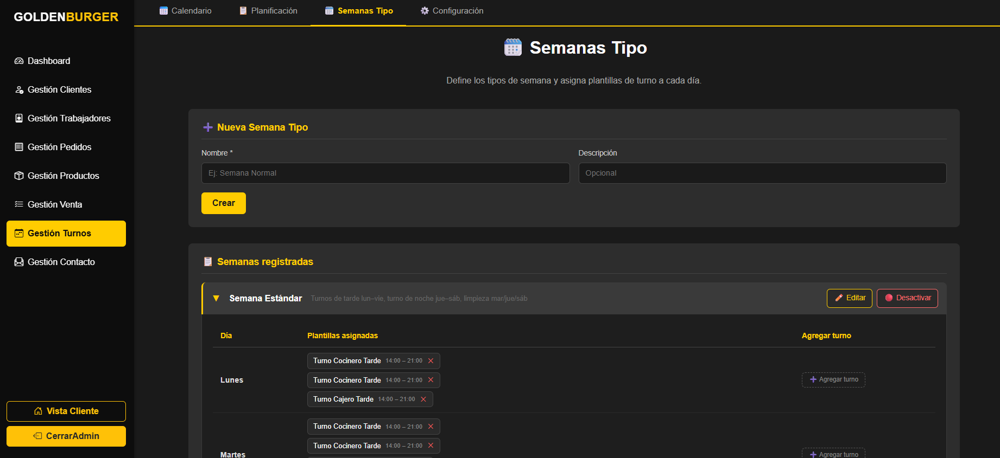 GOLDENBURGER
Calendario
Planificación
Semanas Tipo
Configuración
Dashboard
Gestión Clientes
Gestión Trabajadores
Gestión Pedidos
Gestión Productos
Gestión Venta
Gestión Turnos
Gestión Contacto
Vista Cliente
CerrarAdmin
Semanas Tipo
Define los tipos de semana y asigna plantillas de turno a cada día.
Nueva Semana Tipo
Nombre *
Descripción
Ej: Semana Normal
Opcional
Crear
Semanas registradas
▼ Semana Estándar Turnos de tarde lun–vie, turno de noche jue–sáb, limpieza mar/jue/sáb
Editar
Desactivar
Día Plantillas asignadas Agregar turno
Lunes
Turno Cocinero Tarde 14:00 – 21:00
Turno Cocinero Tarde 14:00 – 21:00
Turno Cajero Tarde 14:00 – 21:00
Agregar turno
Martes
Turno Cocinero Tarde 14:00 – 21:00
Turno Cocinero Tarde 14:00 – 21:00
Agregar turno